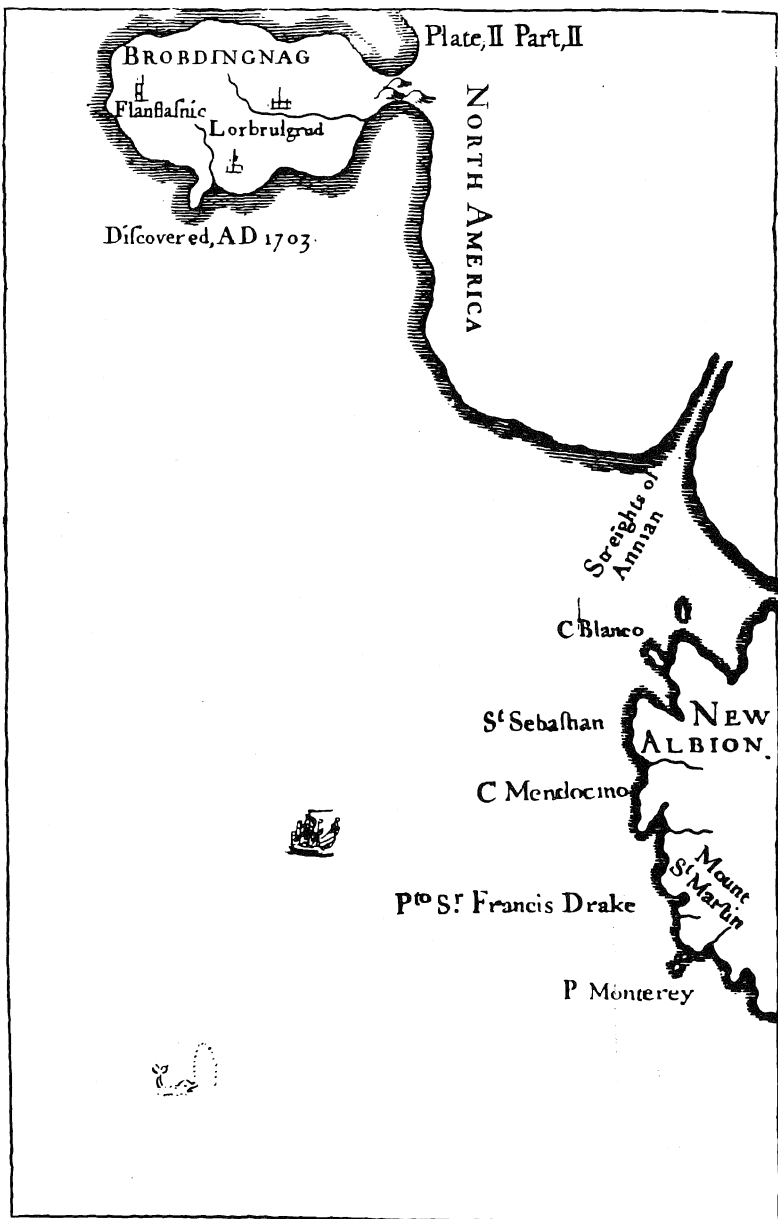 Plate, II Part, II
BROBDINGNAG
Flanflaſnic
Lorbrulgrud
NORTH AMERICA
Diſcovered, AD 1703.
Streights of
Annian
C Blanco
St Sebaſtian
NEW
ALBION.
C Mendocino
Mount
St Martin
Pto Sr. Francis Drake
P Monterey